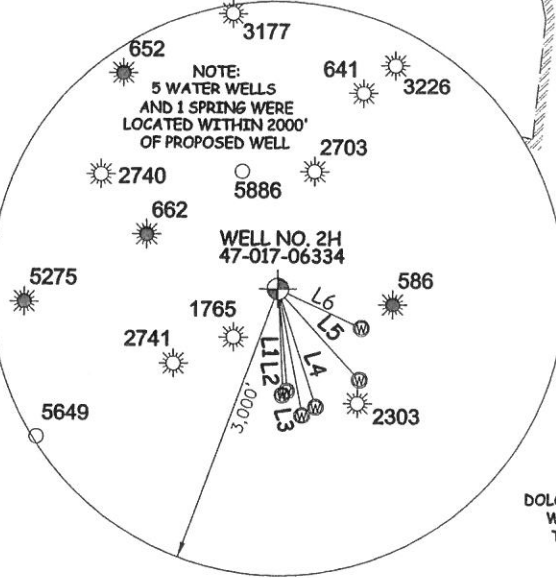 3177
652
NOTE:
5 WATER WELLS
AND 1 SPRING WERE
LOCATED WITHIN 2000'
OF PROPOSED WELL
641
3226
2703
2740
5886
662
WELL NO. 2H
47-017-06334
5275
586
L6
1765
L5
2741
L1
L2
L4
L3
2303
3,000'
5649
DOL
W
T